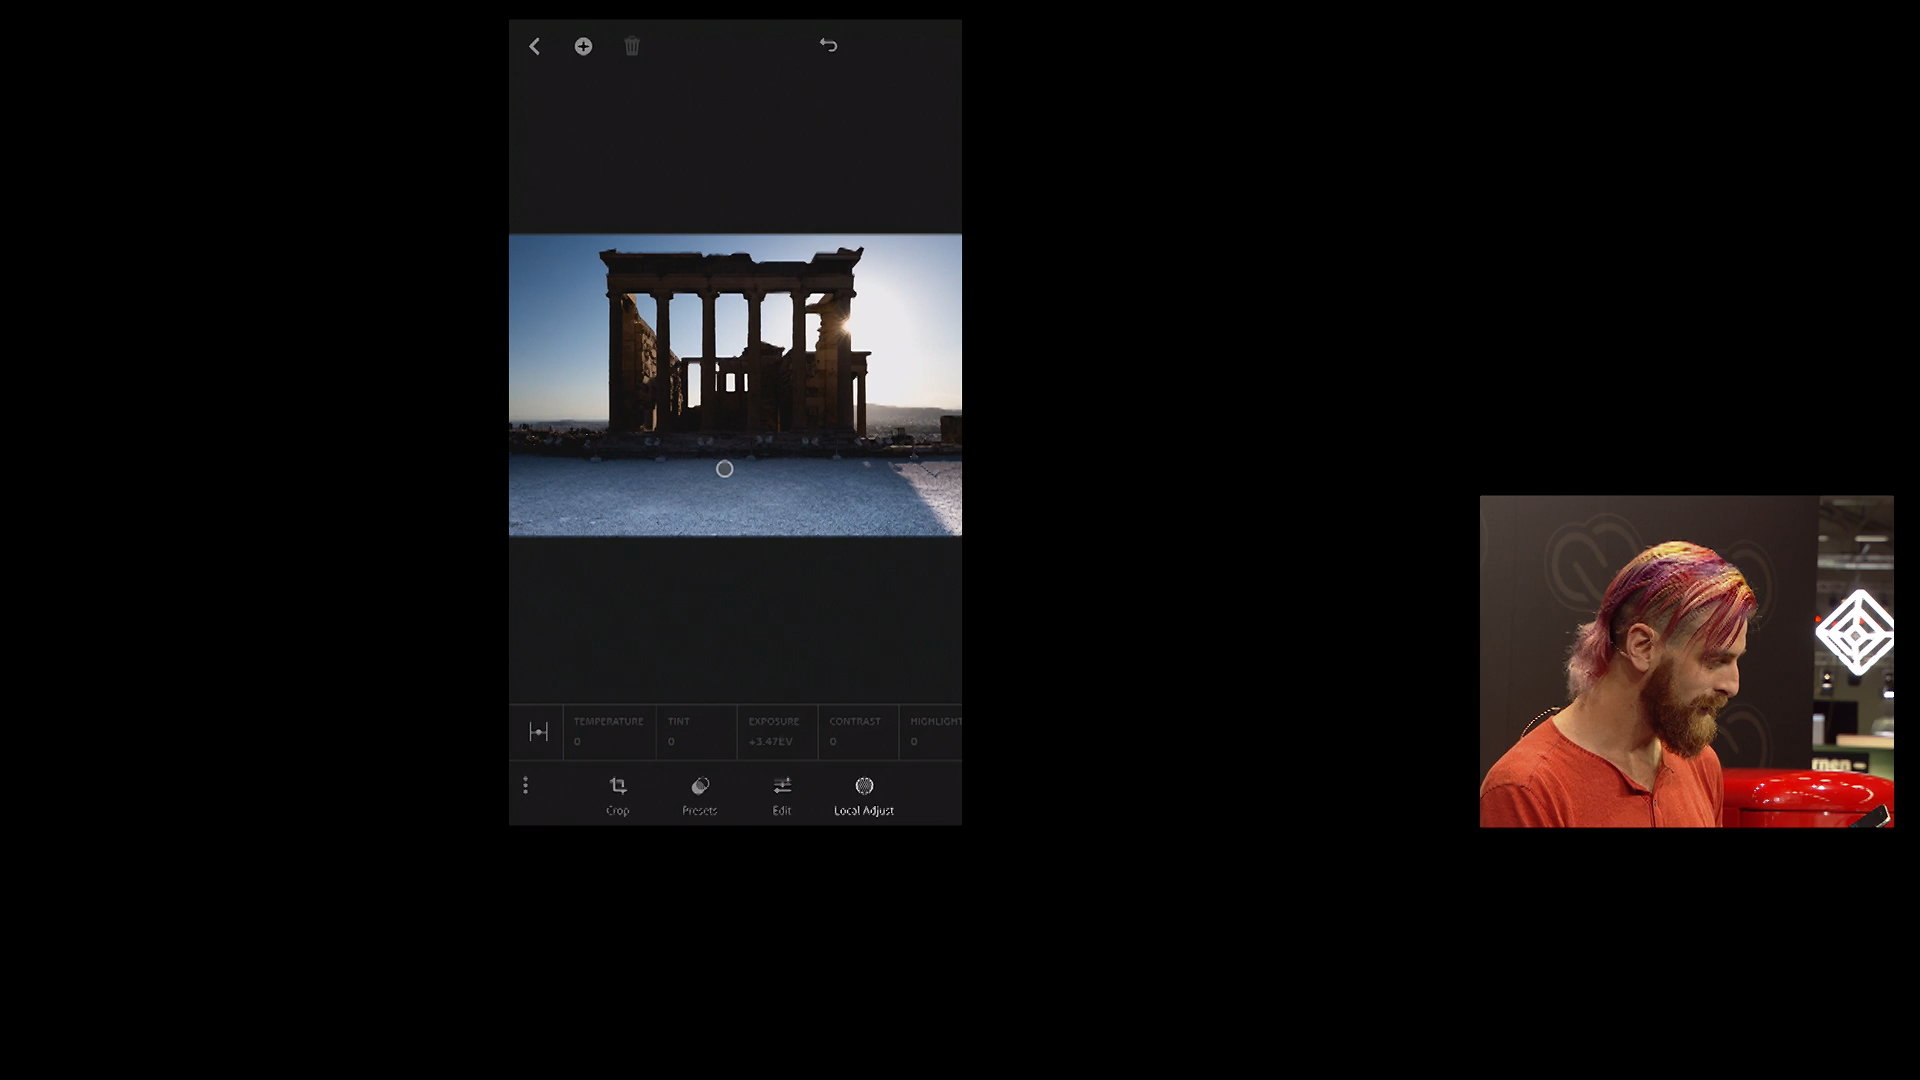 TEMPERATURE TINT EXPOSURE CONTRAST HIGHLIGHT
0 0 +3.47EV 0 0
Crop Presets Edit Local Adjust
men-